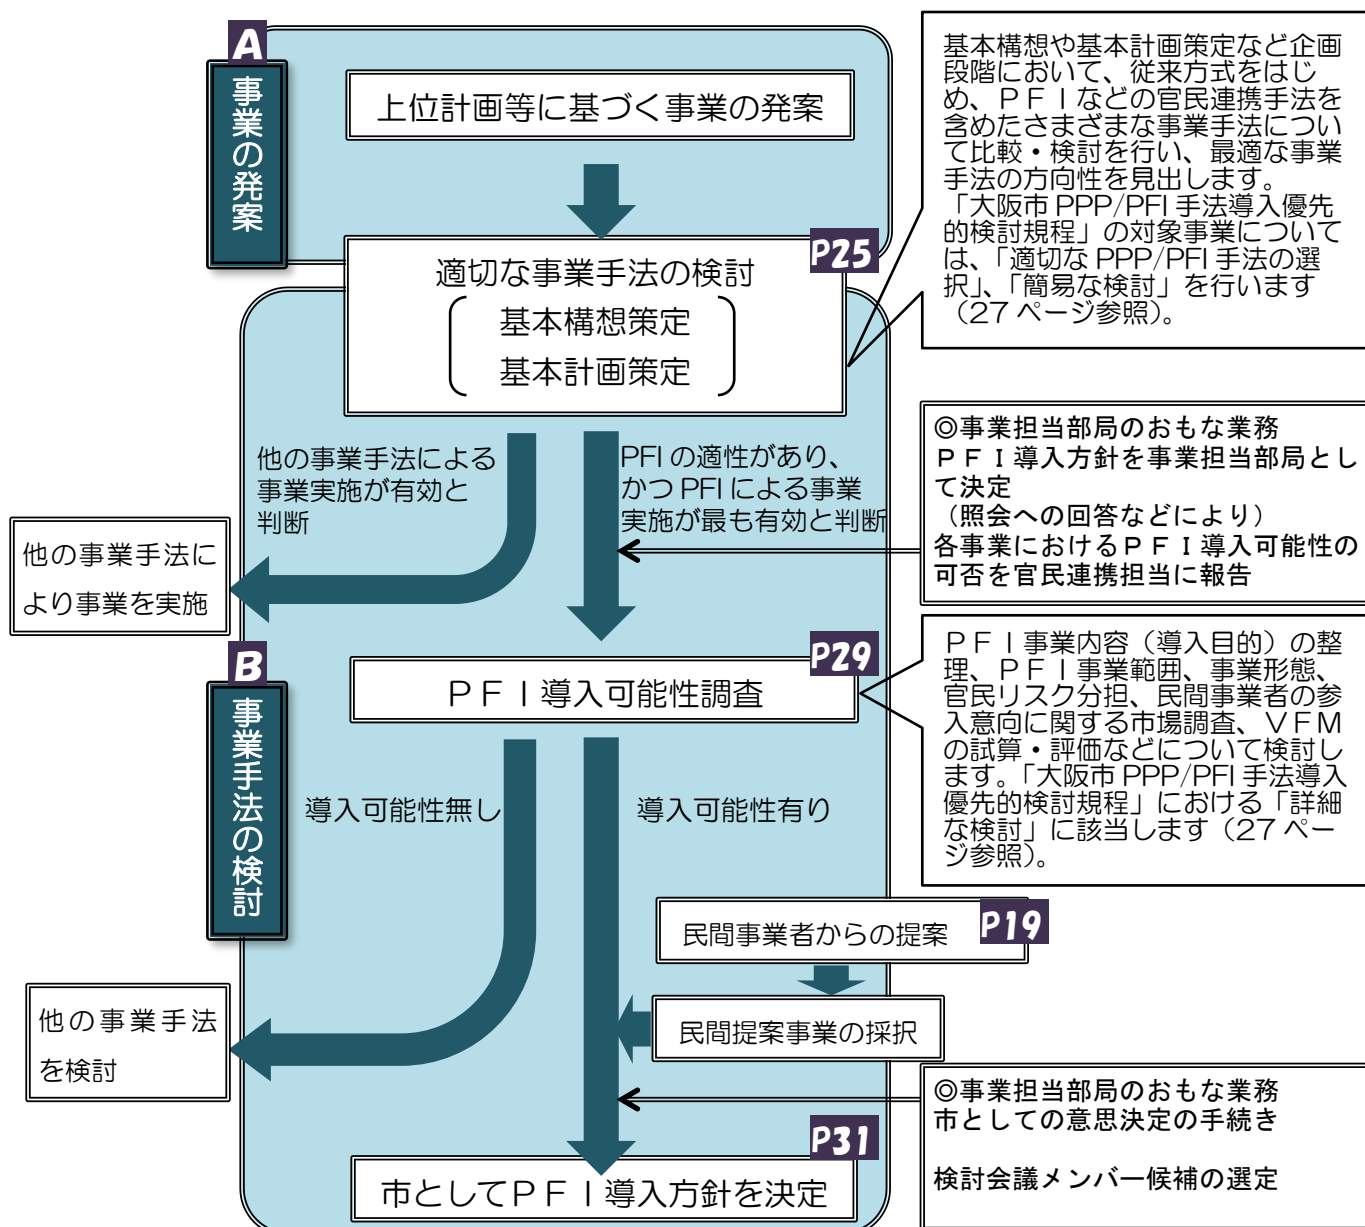 A
事業の発案
上位計画等に基づく事業の発案
基本構想や基本計画策定など企画
段階において、従来方式をはじ
め、ＰＦＩなどの官民連携手法を
含めたさまざまな事業手法につい
て比較・検討を行い、最適な事業
手法の方向性を見出します。
「大阪市 PPP/PFI 手法導入優先
的検討規程」の対象事業について
は、「適切な PPP/PFI 手法の選
択」、「簡易な検討」を行います
（27 ページ参照）。
P25
適切な事業手法の検討
基本構想策定
基本計画策定
他の事業手法による
事業実施が有効と
判断
PFI の適性があり、
かつ PFI による事業
実施が最も有効と判断
◎事業担当部局のおもな業務
ＰＦＩ導入方針を事業担当部局とし
て決定
（照会への回答などにより）
各事業におけるＰＦＩ導入可能性の
可否を官民連携担当に報告
他の事業手法に
より事業を実施
B
事業手法の検討
P29
ＰＦＩ導入可能性調査
ＰＦＩ事業内容（導入目的）の整
理、ＰＦＩ事業範囲、事業形態、
官民リスク分担、民間事業者の参
入意向に関する市場調査、ＶＦＭ
の試算・評価などについて検討し
ます。「大阪市 PPP/PFI 手法導入
優先的検討規程」における「詳細
な検討」に該当します（27 ペー
ジ参照）。
導入可能性無し
導入可能性有り
P19
民間事業者からの提案
民間提案事業の採択
他の事業手法
を検討
◎事業担当部局のおもな業務
市としての意思決定の手続き
検討会議メンバー候補の選定
P31
市としてＰＦＩ導入方針を決定